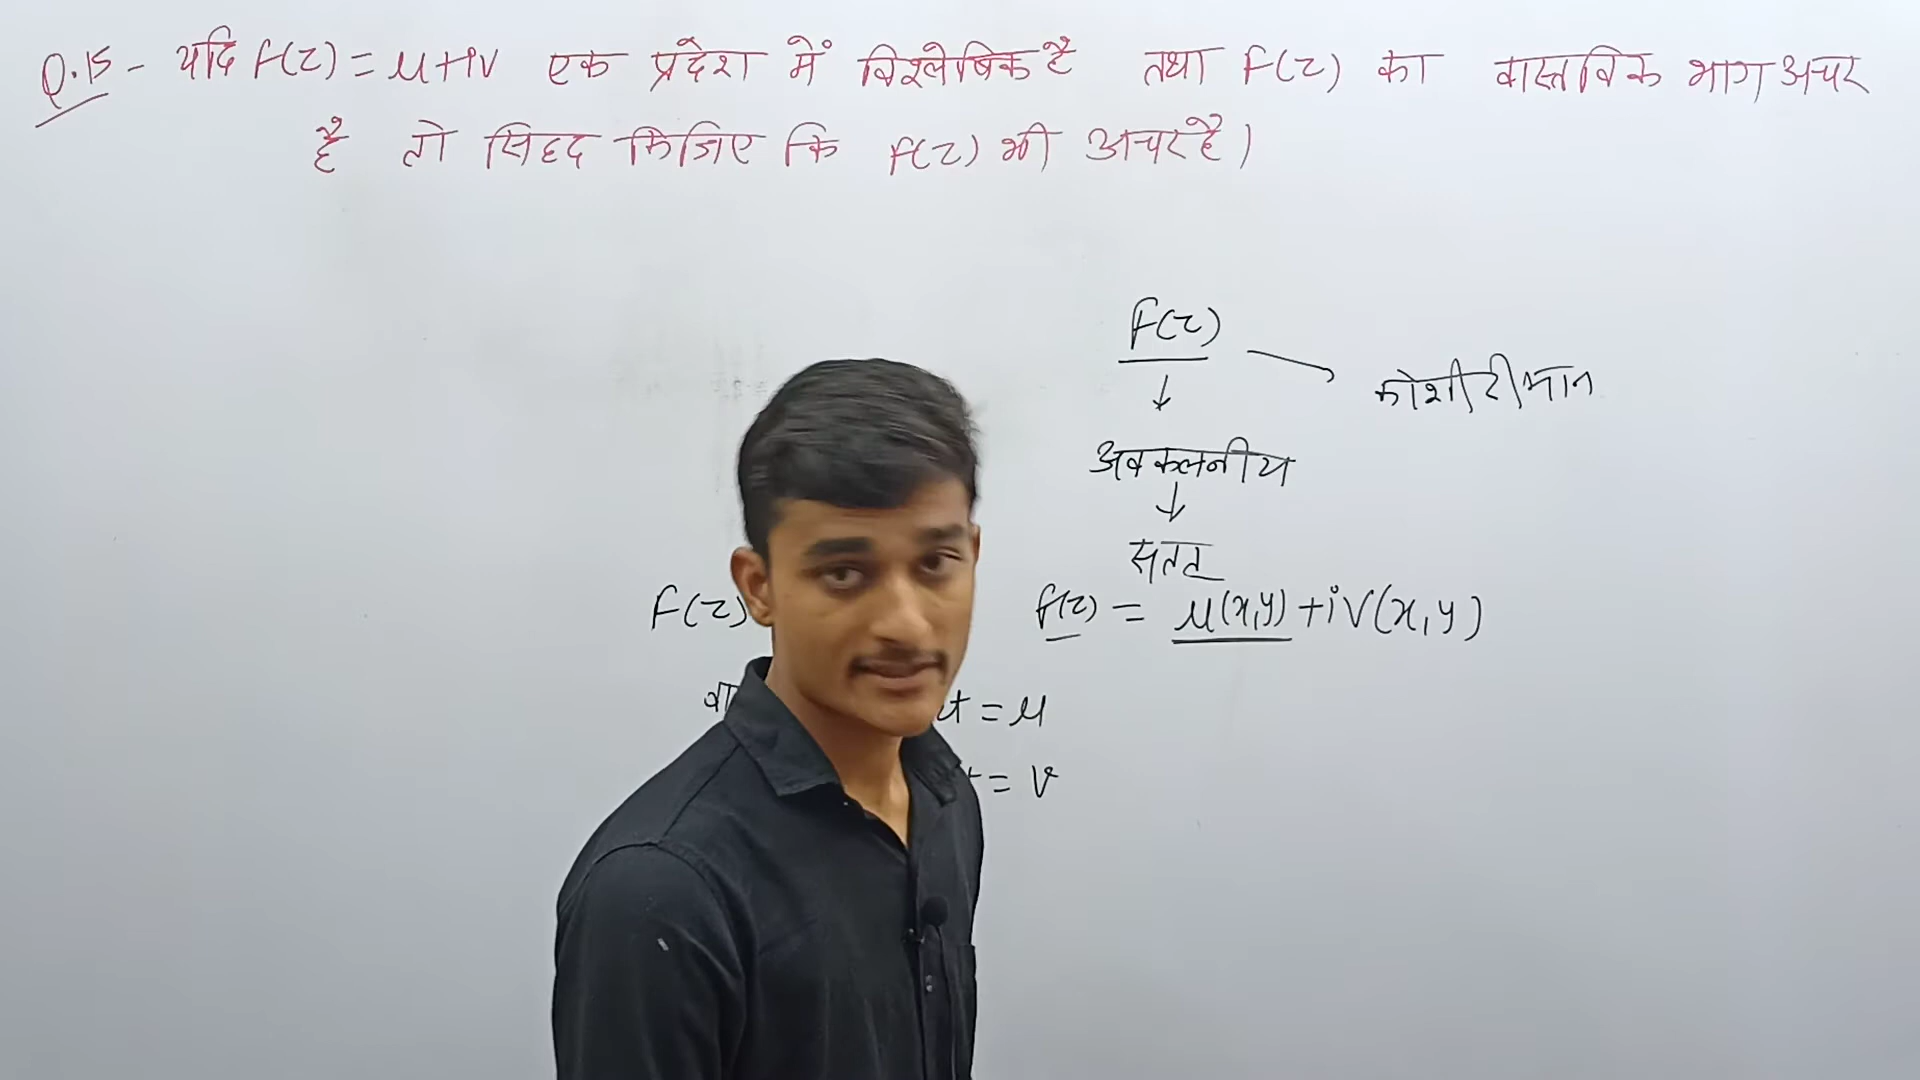 Q.15 - यदि f(z) = u+iv एक प्रदेश में विश्लेषिक है तथा f(z) का वास्तविक भाग अचर
है तो सिद्द किजिए कि f(z) भी अचर है।
f(z)
कोशी रीमान
अवकलनीय
सतत
f(z) f(z) = u(x,y) + iv(x,y)
= u
= v